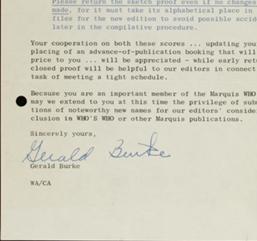 Please return the sketch proof even if no changes
made, for it must take its alphabetical place in
files for the new edition to avoid possible accid
later in the compilative procedure.
Your cooperation on both these scores ... updating you
placing of an advance-of-publication booking that will
price to you ... will be appreciated - while early retu
closed proof will be helpful to our editors in connect
task of meeting a tight schedule.
Because you are an important member of the Marquis WHO
may we extend to you at this time the privilege of sub
tions of noteworthy new names for our editors' consid
clusion in WHO'S WHO or other Marquis publications.
Sincerely yours,
Gerald Burke
Gerald Burke
WA/CA